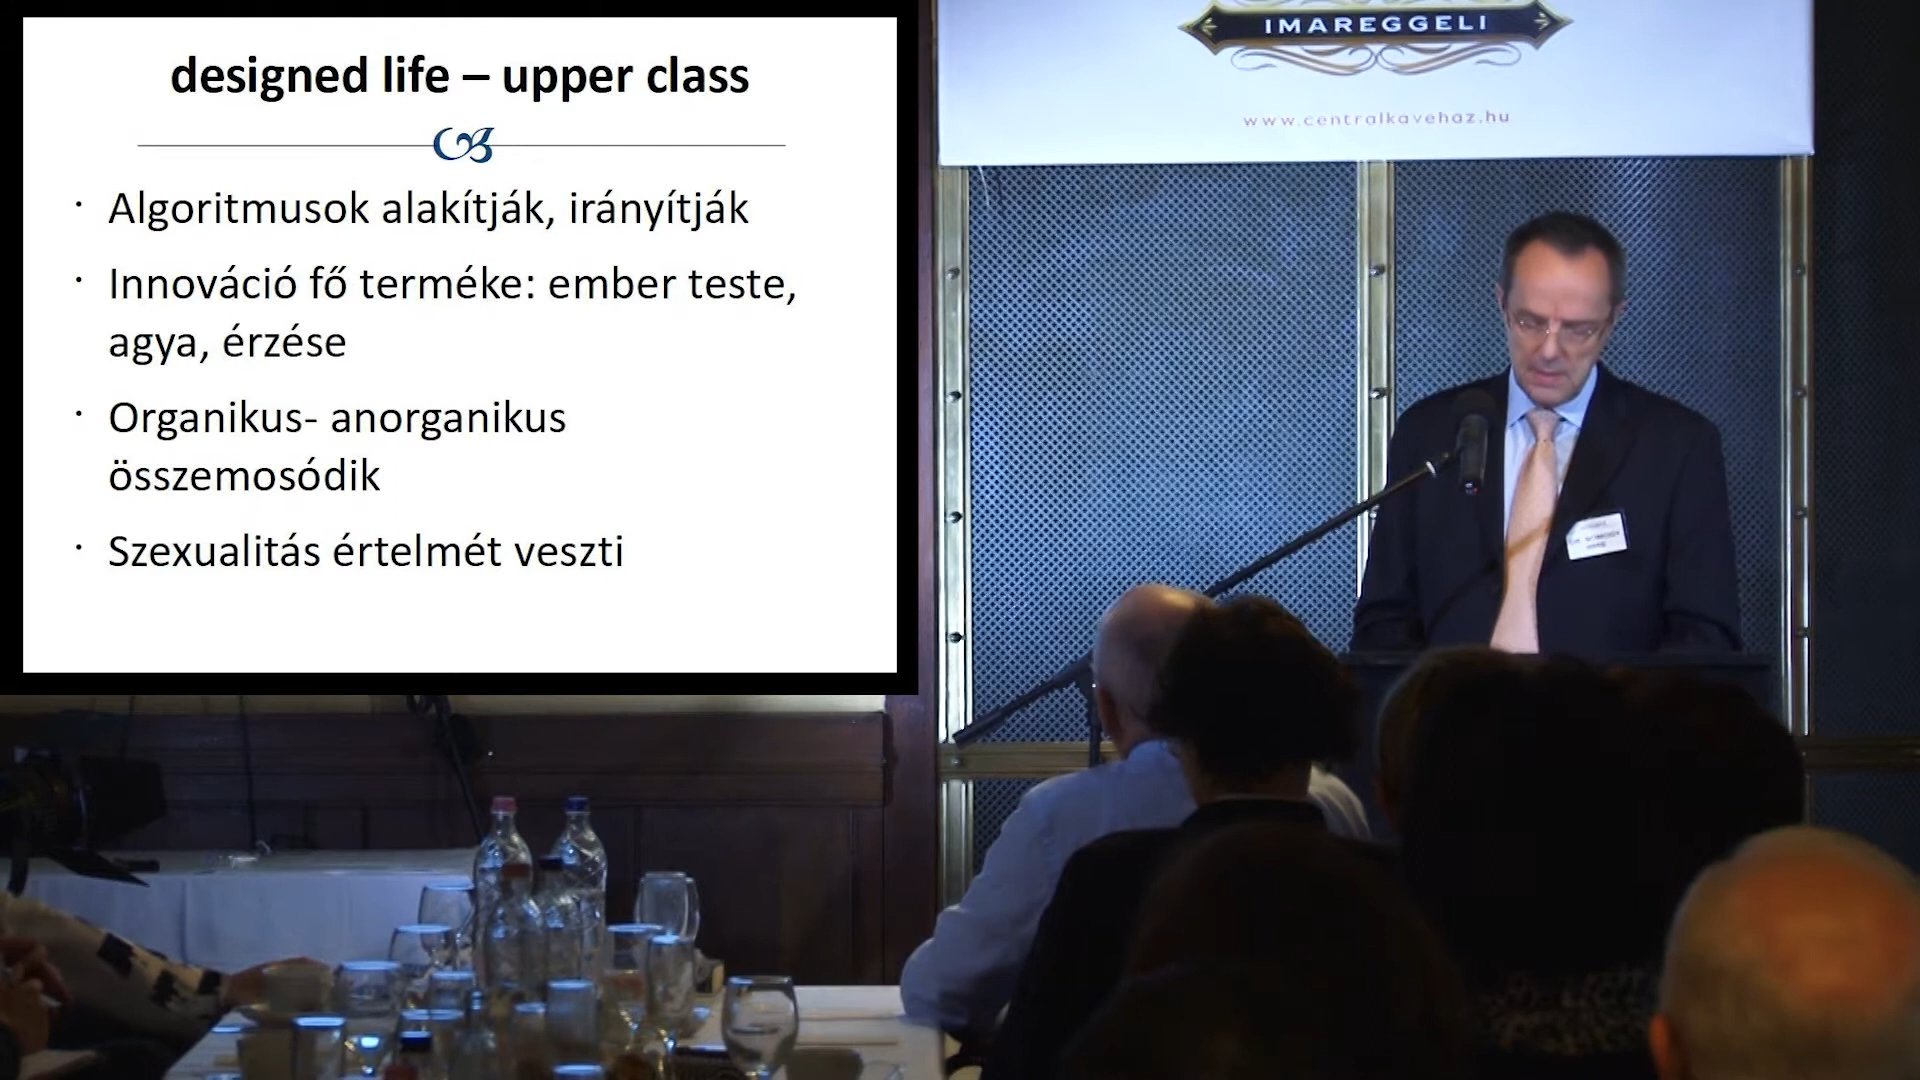 designed life – upper class
· Algoritmusok alakítják, irányítják
· Innováció fő terméke: ember teste,
agya, érzése
· Organikus- anorganikus
összemosódik
· Szexualitás értelmét veszti
IMAREGGELI
www.centralkavehaz.hu